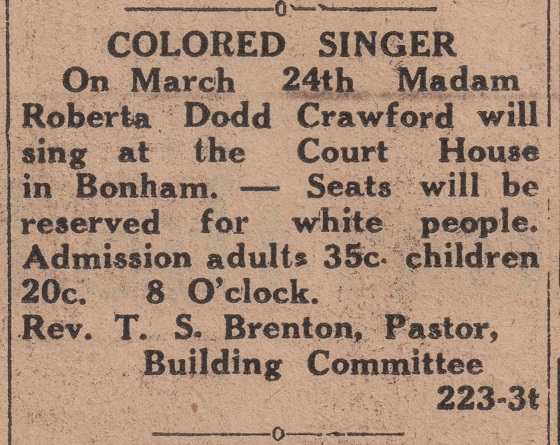 COLORED SINGER
On March 24th Madam
Roberta Dodd Crawford will
sing at the Court House
in Bonham. — Seats will be
reserved for white people.
Admission adults 35c. children
20c. 8 O'clock.
Rev. T. S. Brenton, Pastor,
Building Committee
223-3t